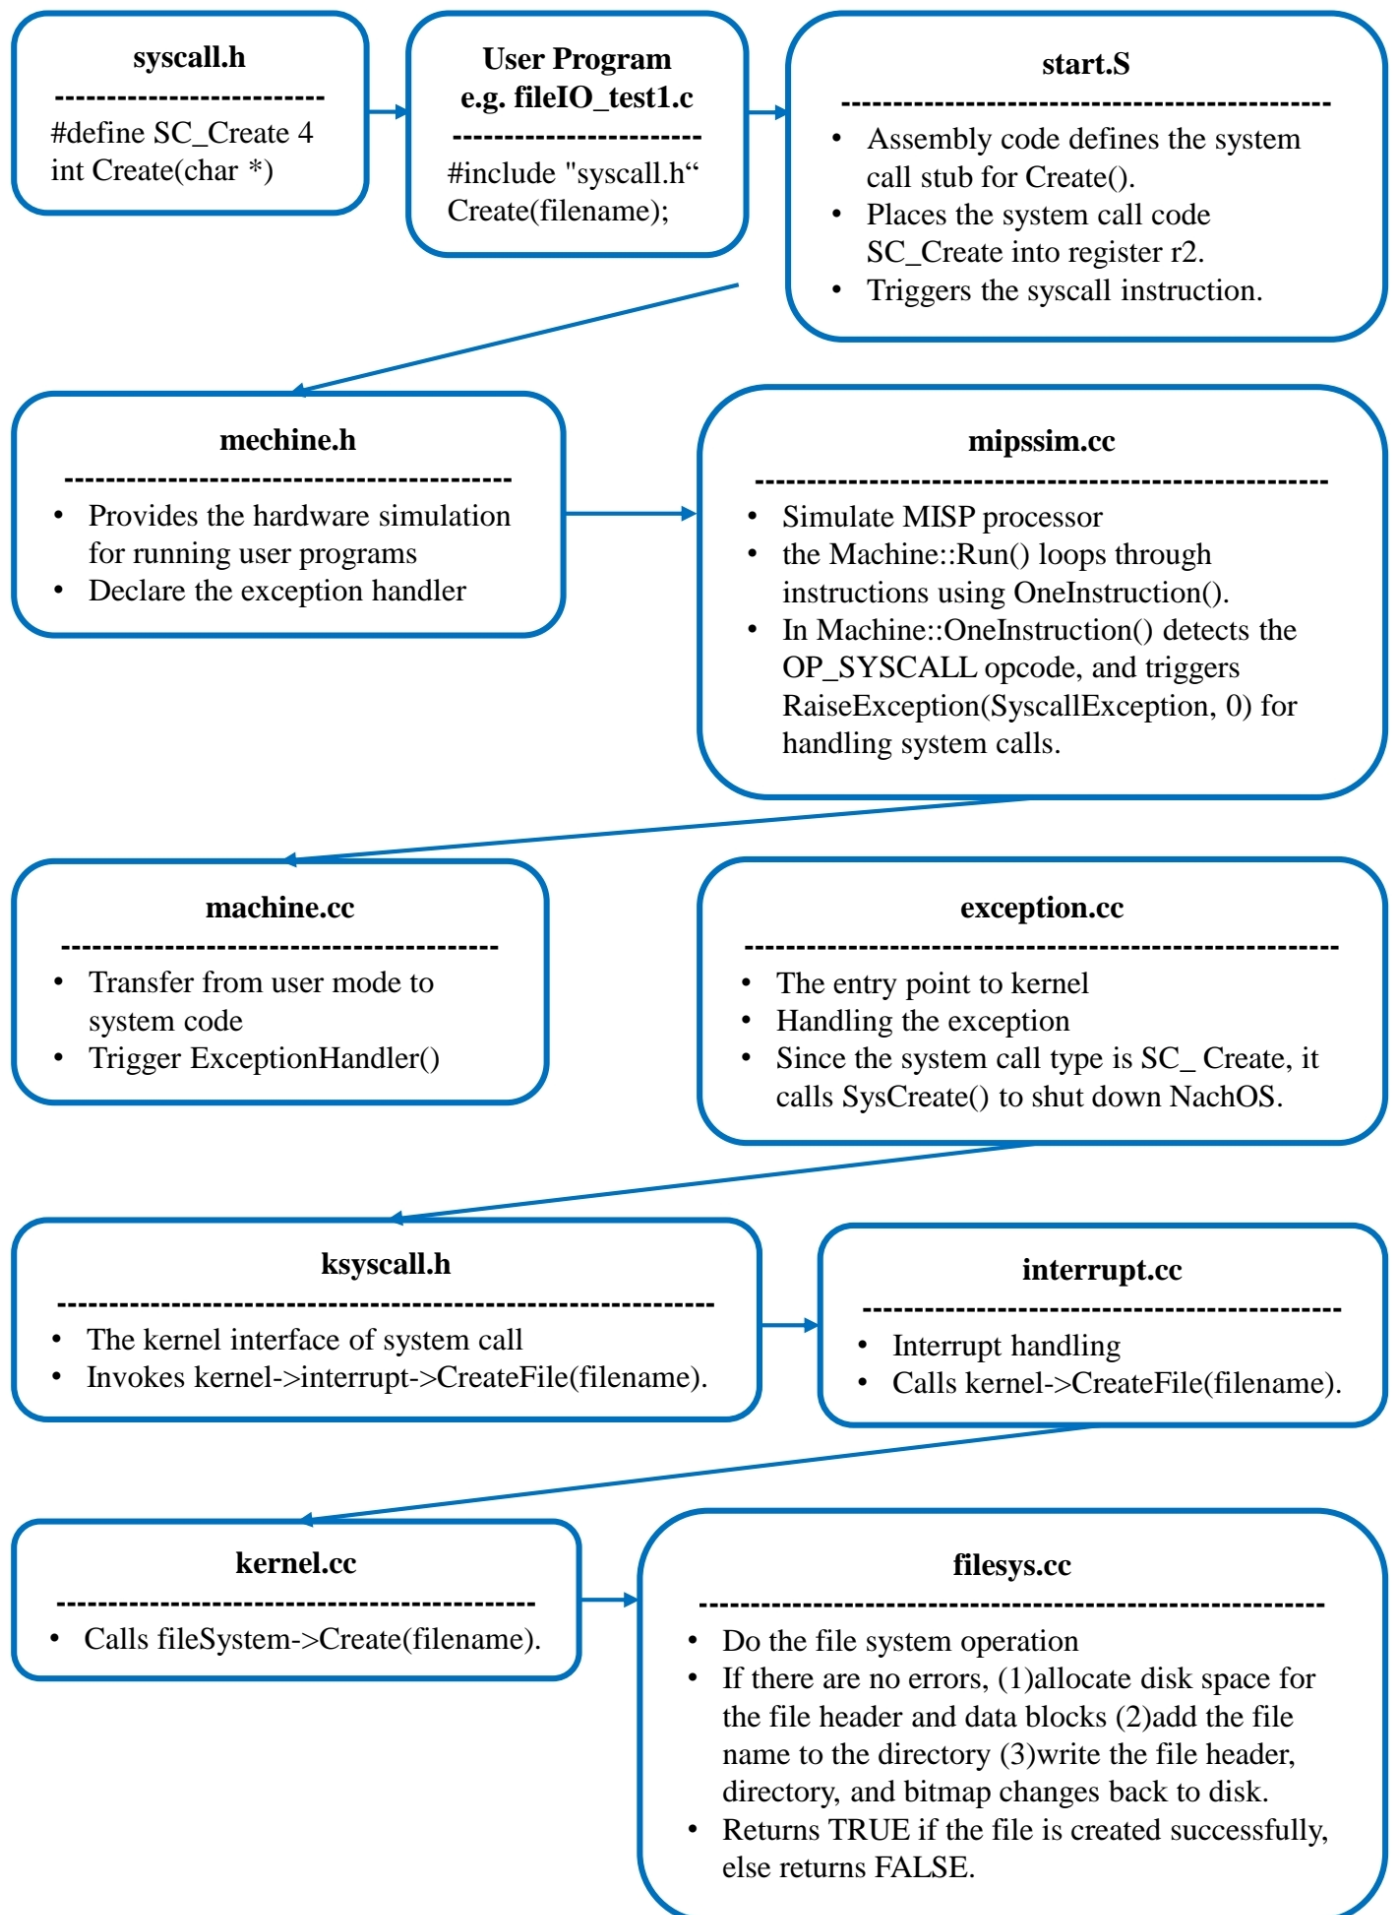 syscall.h
---------------------------
#define SC_Create 4
int Create(char *)
User Program
e.g. fileIO_test1.c
-------------------------
#include "syscall.h“
Create(filename);
start.S
-------------------------------------------------
• Assembly code defines the system
call stub for Create().
• Places the system call code
SC_Create into register r2.
• Triggers the syscall instruction.
mechine.h
---------------------------------------------
• Provides the hardware simulation
for running user programs
• Declare the exception handler
mipssim.cc
---------------------------------------------------------
• Simulate MISP processor
• the Machine::Run() loops through
instructions using OneInstruction().
• In Machine::OneInstruction() detects the
OP_SYSCALL opcode, and triggers
RaiseException(SyscallException, 0) for
handling system calls.
machine.cc
--------------------------------------------
• Transfer from user mode to
system code
• Trigger ExceptionHandler()
exception.cc
------------------------------------------------------------
• The entry point to kernel
• Handling the exception
• Since the system call type is SC_ Create, it
calls SysCreate() to shut down NachOS.
ksyscall.h
------------------------------------------------------------------
• The kernel interface of system call
• Invokes kernel->interrupt->CreateFile(filename).
interrupt.cc
------------------------------------------------
• Interrupt handling
• Calls kernel->CreateFile(filename).
kernel.cc
------------------------------------------------
• Calls fileSystem->Create(filename).
filesys.cc
---------------------------------------------------------------
• Do the file system operation
• If there are no errors, (1)allocate disk space for
the file header and data blocks (2)add the file
name to the directory (3)write the file header,
directory, and bitmap changes back to disk.
• Returns TRUE if the file is created successfully,
else returns FALSE.